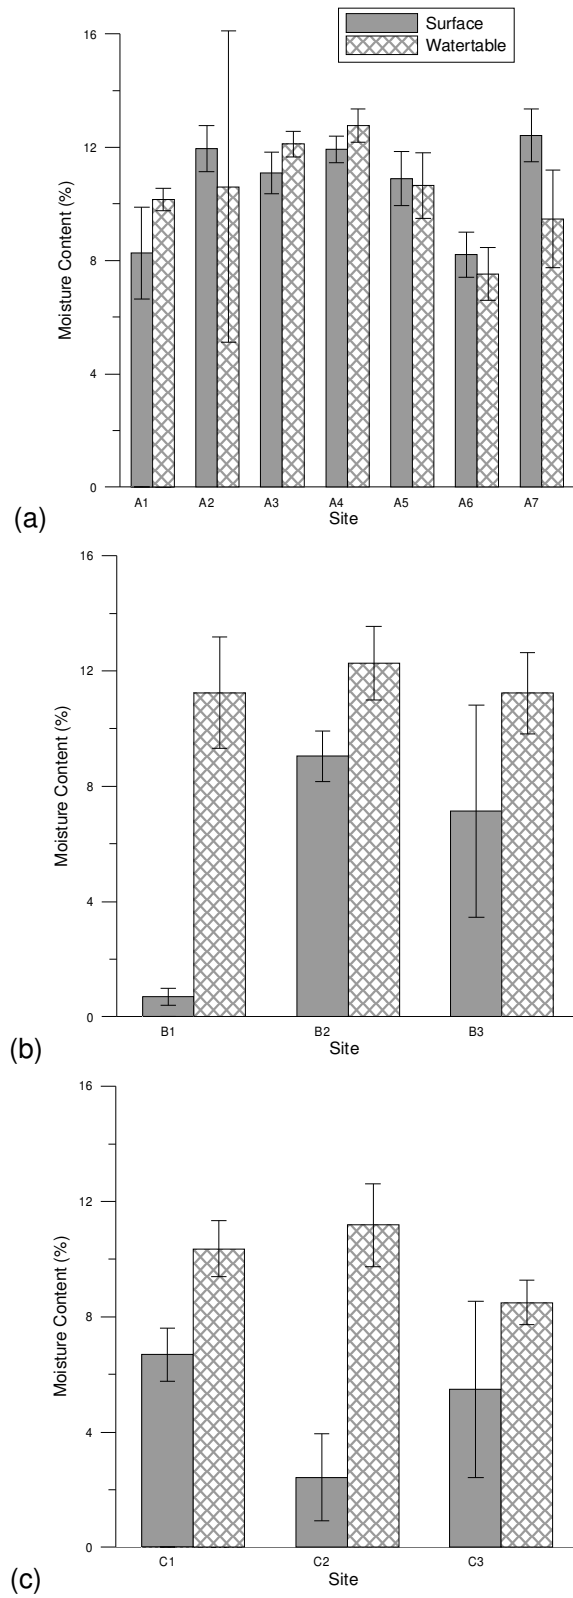 Surface
Watertable
16
12
8
4
0
Moisture Content (%)
A1 A2 A3 A4 A5 A6 A7
Site
(a)
16
12
8
4
0
Moisture Content (%)
B1 B2 B3
Site
(b)
16
12
8
4
0
Moisture Content (%)
C1 C2 C3
Site
(c)